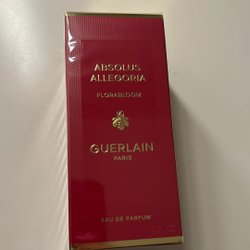 ABSOLUS
ALLEGORIA
FLORABLOOM
GUERLAIN
PARIS
EAU DE PARFUM